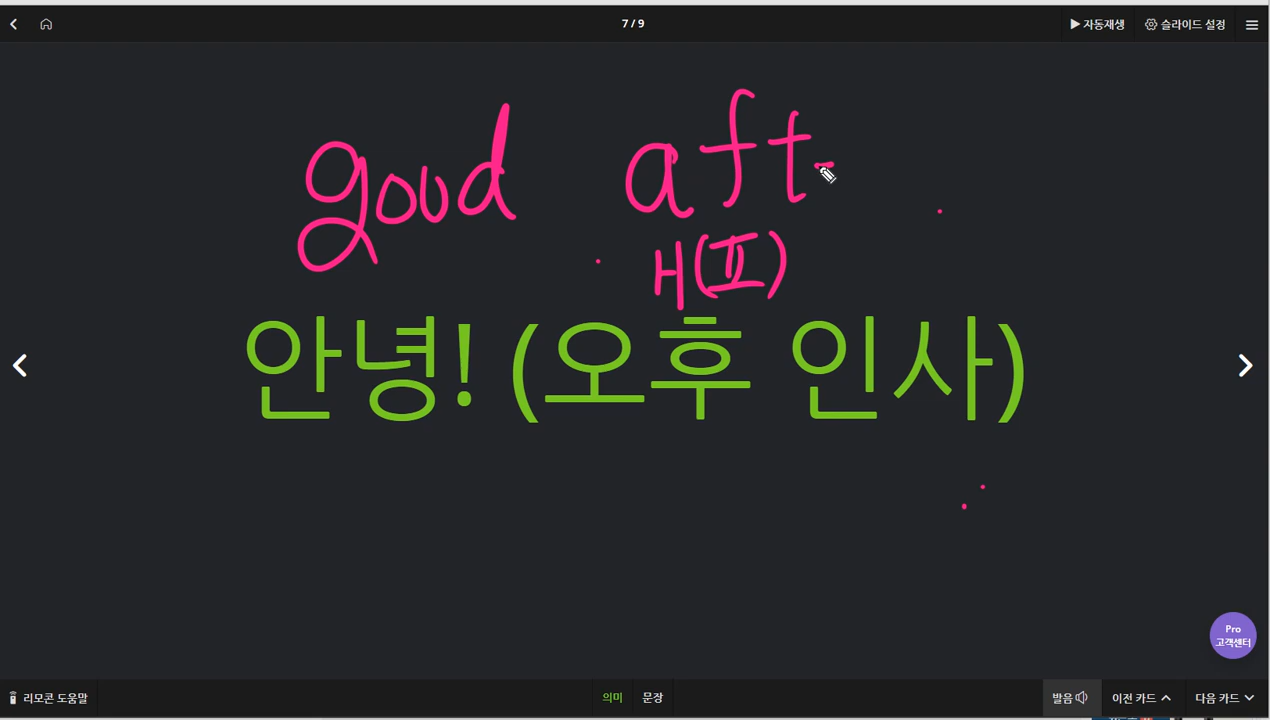 7 / 9
자동재생
슬라이드 설정
good aft
ㅐ(ㅍ)
안녕! (오후 인사)
Pro
고객센터
리모콘 도움말
의미
문장
발음
이전 카드
다음 카드